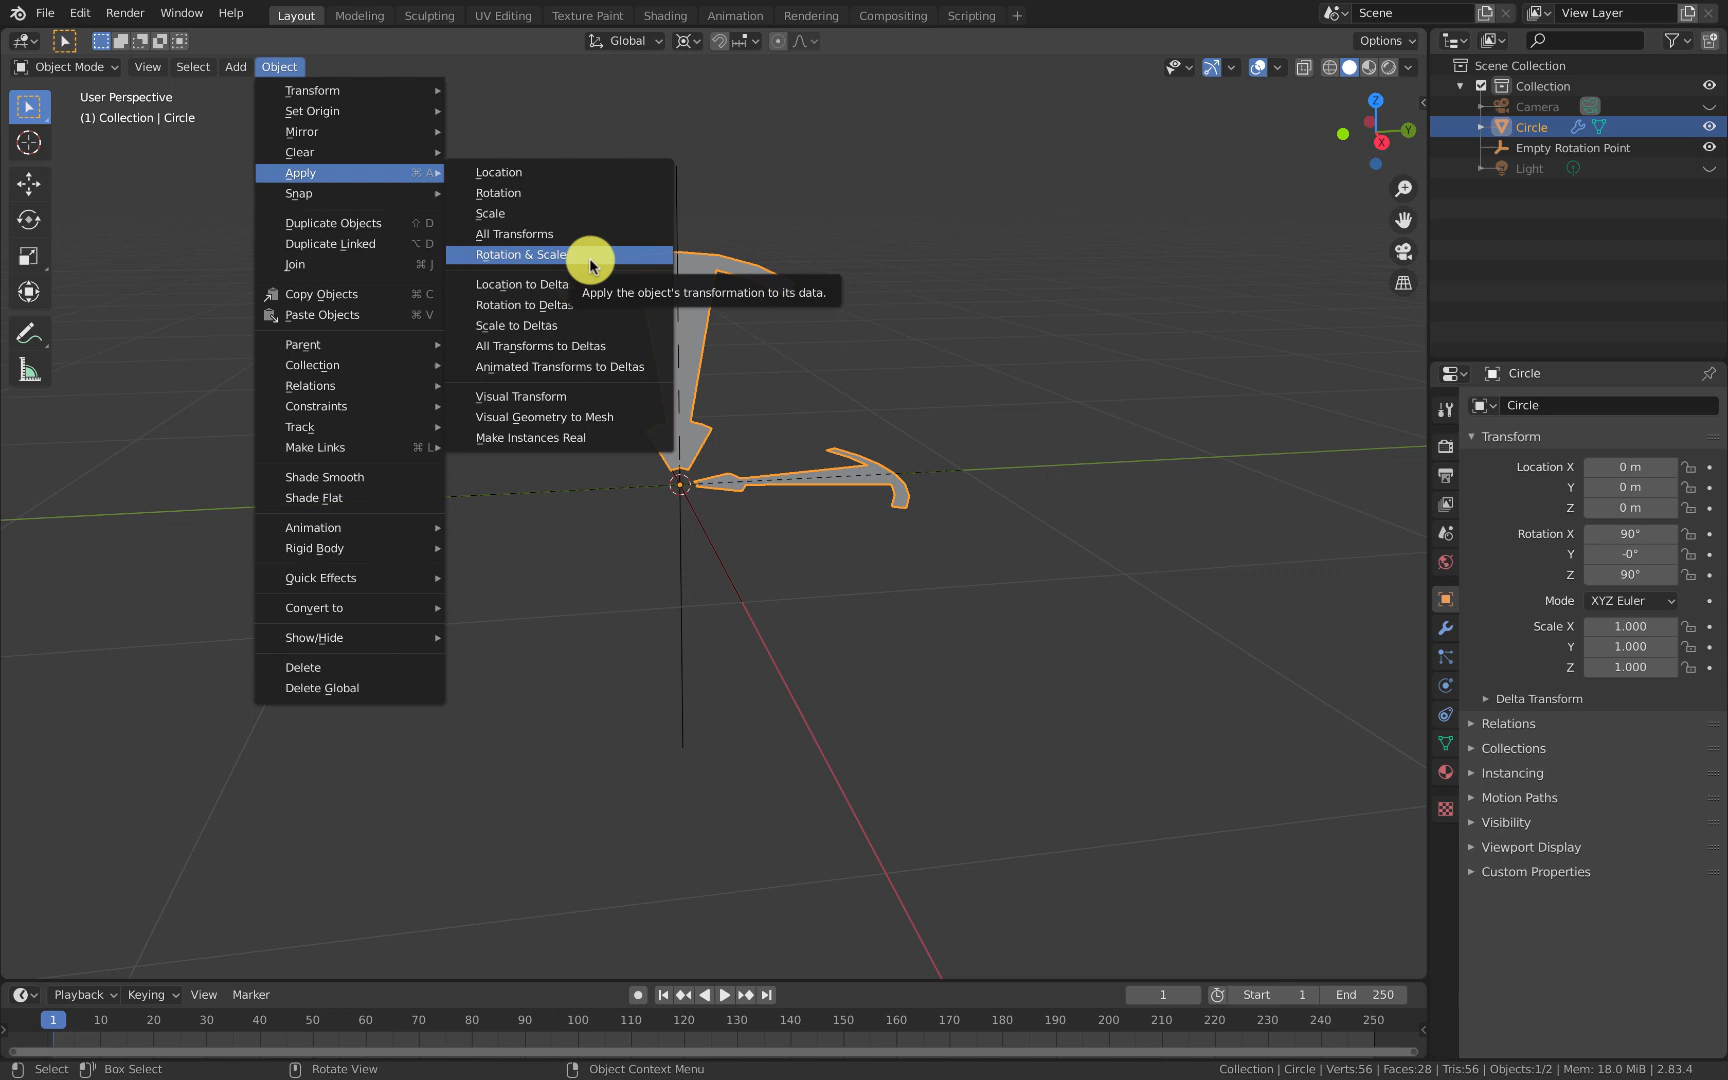 File Edit Render Window Help Layout Modeling Sculpting UV Editing Texture Paint Shading Animation Rendering Compositing Scripting + Scene View Layer
Global Options
Object Mode View Select Add Object
User Perspective
(1) Collection | Circle
Transform
Set Origin
Mirror
Clear
Apply ⌘ A
Snap
Duplicate Objects ⇧ D
Duplicate Linked ⌥ D
Join ⌘ J
Copy Objects ⌘ C
Paste Objects ⌘ V
Parent
Collection
Relations
Constraints
Track
Make Links ⌘ L
Shade Smooth
Shade Flat
Animation
Rigid Body
Quick Effects
Convert to
Show/Hide
Delete
Delete Global
Location
Rotation
Scale
All Transforms
Rotation & Scale
Location to Delta
Rotation to Deltas
Scale to Deltas
All Transforms to Deltas
Animated Transforms to Deltas
Visual Transform
Visual Geometry to Mesh
Make Instances Real
Apply the object's transformation to its data.
Z
Y
X
Scene Collection
Collection
Camera
Circle
Empty Rotation Point
Light
Circle
Circle
Transform
Location X 0 m
Y 0 m
Z 0 m
Rotation X 90°
Y -0°
Z 90°
Mode XYZ Euler
Scale X 1.000
Y 1.000
Z 1.000
Delta Transform
Relations
Collections
Instancing
Motion Paths
Visibility
Viewport Display
Custom Properties
Playback Keying View Marker 1 Start 1 End 250
1 10 20 30 40 50 60 70 80 90 100 110 120 130 140 150 160 170 180 190 200 210 220 230 240 250
Select Box Select Rotate View Object Context Menu Collection | Circle | Verts:56 | Faces:28 | Tris:56 | Objects:1/2 | Mem: 18.0 MiB | 2.83.4